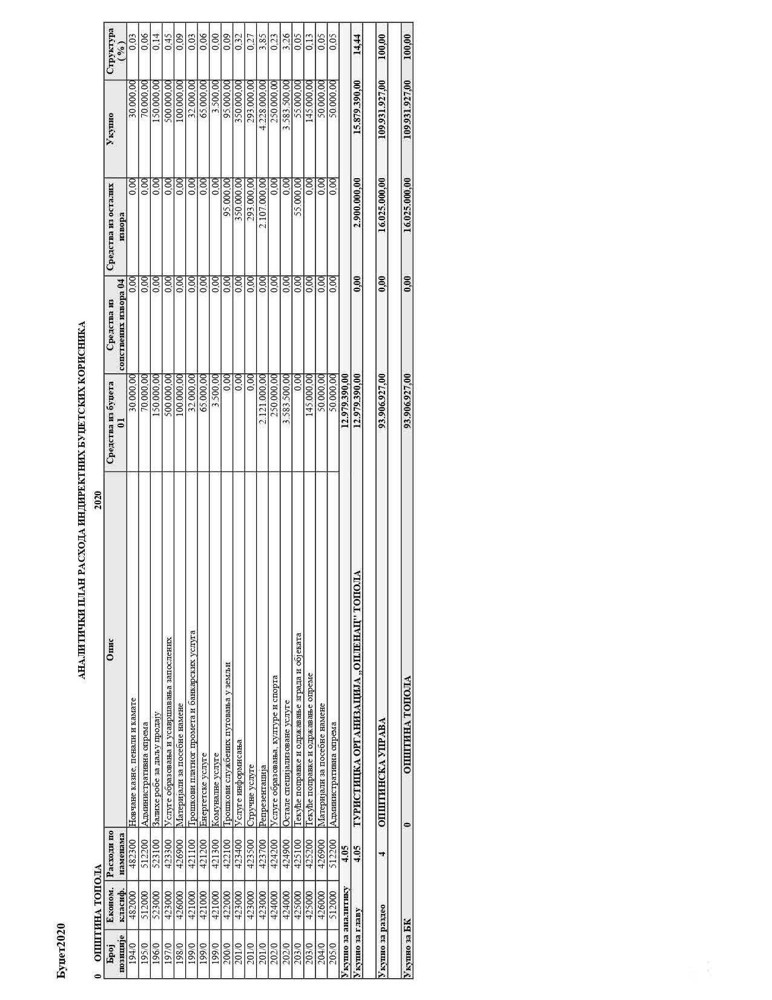 Буџет2020
АНАЛИТИЧКИ ПЛАН РАСХОДА ИНДИРЕКТНИХ БУЏЕТСКИХ КОРИСНИКА
0 ОПШТИНА ТОПОЛА 2020
Број позиције Економ. класиф. Расходи по наменама Опис Средства из буџета 01 Средства из сопствених извора 04 Средства из осталих извора Укупно Структура ( %)
194/0 482000 482300 Новчане казне, пенали и камате 30.000,00 0,00 0,00 30.000,00 0,03
195/0 512000 512200 Административна опрема 70.000,00 0,00 0,00 70.000,00 0,06
196/0 523000 523100 Залихе робе за даљу продају 150.000,00 0,00 0,00 150.000,00 0,14
197/0 423000 423300 Услуге образовања и усавршавања запослених 500.000,00 0,00 0,00 500.000,00 0,45
198/0 426000 426900 Материјали за посебне намене 100.000,00 0,00 0,00 100.000,00 0,09
199/0 421000 421100 Трошкови платног промета и банкарских услуга 32.000,00 0,00 0,00 32.000,00 0,03
199/0 421000 421200 Енергетске услуге 65.000,00 0,00 0,00 65.000,00 0,06
199/0 421000 421300 Комуналне услуге 3.500,00 0,00 0,00 3.500,00 0,00
200/0 422000 422100 Трошкови службених путовања у земљи 0,00 0,00 95.000,00 95.000,00 0,09
201/0 423000 423400 Услуге информисања 0,00 0,00 350.000,00 350.000,00 0,32
201/0 423000 423500 Стручне услуге 0,00 0,00 293.000,00 293.000,00 0,27
201/0 423000 423700 Репрезентација 2.121.000,00 0,00 2.107.000,00 4.228.000,00 3,85
202/0 424000 424200 Услуге образовања, културе и спорта 250.000,00 0,00 0,00 250.000,00 0,23
202/0 424000 424900 Остале специјализоване услуге 3.583.500,00 0,00 0,00 3.583.500,00 3,26
203/0 425000 425100 Текуће поправке и одржавање зграда и објеката 0,00 0,00 55.000,00 55.000,00 0,05
203/0 425000 425200 Текуће поправке и одржавање опреме 145.000,00 0,00 0,00 145.000,00 0,13
204/0 426000 426900 Материјали за посебне намене 50.000,00 0,00 0,00 50.000,00 0,05
205/0 512000 512200 Административна опрема 50.000,00 0,00 0,00 50.000,00 0,05
Укупно за аналитику 4.05 12.979.390,00
Укупно за главу 4.05 ТУРИСТИЦКА ОРГАНИЗАЦИЈА „ОПЛЕНАЦ" ТОПОЛА 12.979.390,00 0,00 2.900.000,00 15.879.390,00 14,44
Укупно за раздео 4 ОПШТИНСКА УПРАВА 93.906.927,00 0,00 16.025.000,00 109.931.927,00 100,00
Укупно за БК 0 ОПШТИНА ТОПОЛА 93.906.927,00 0,00 16.025.000,00 109.931.927,00 100,00